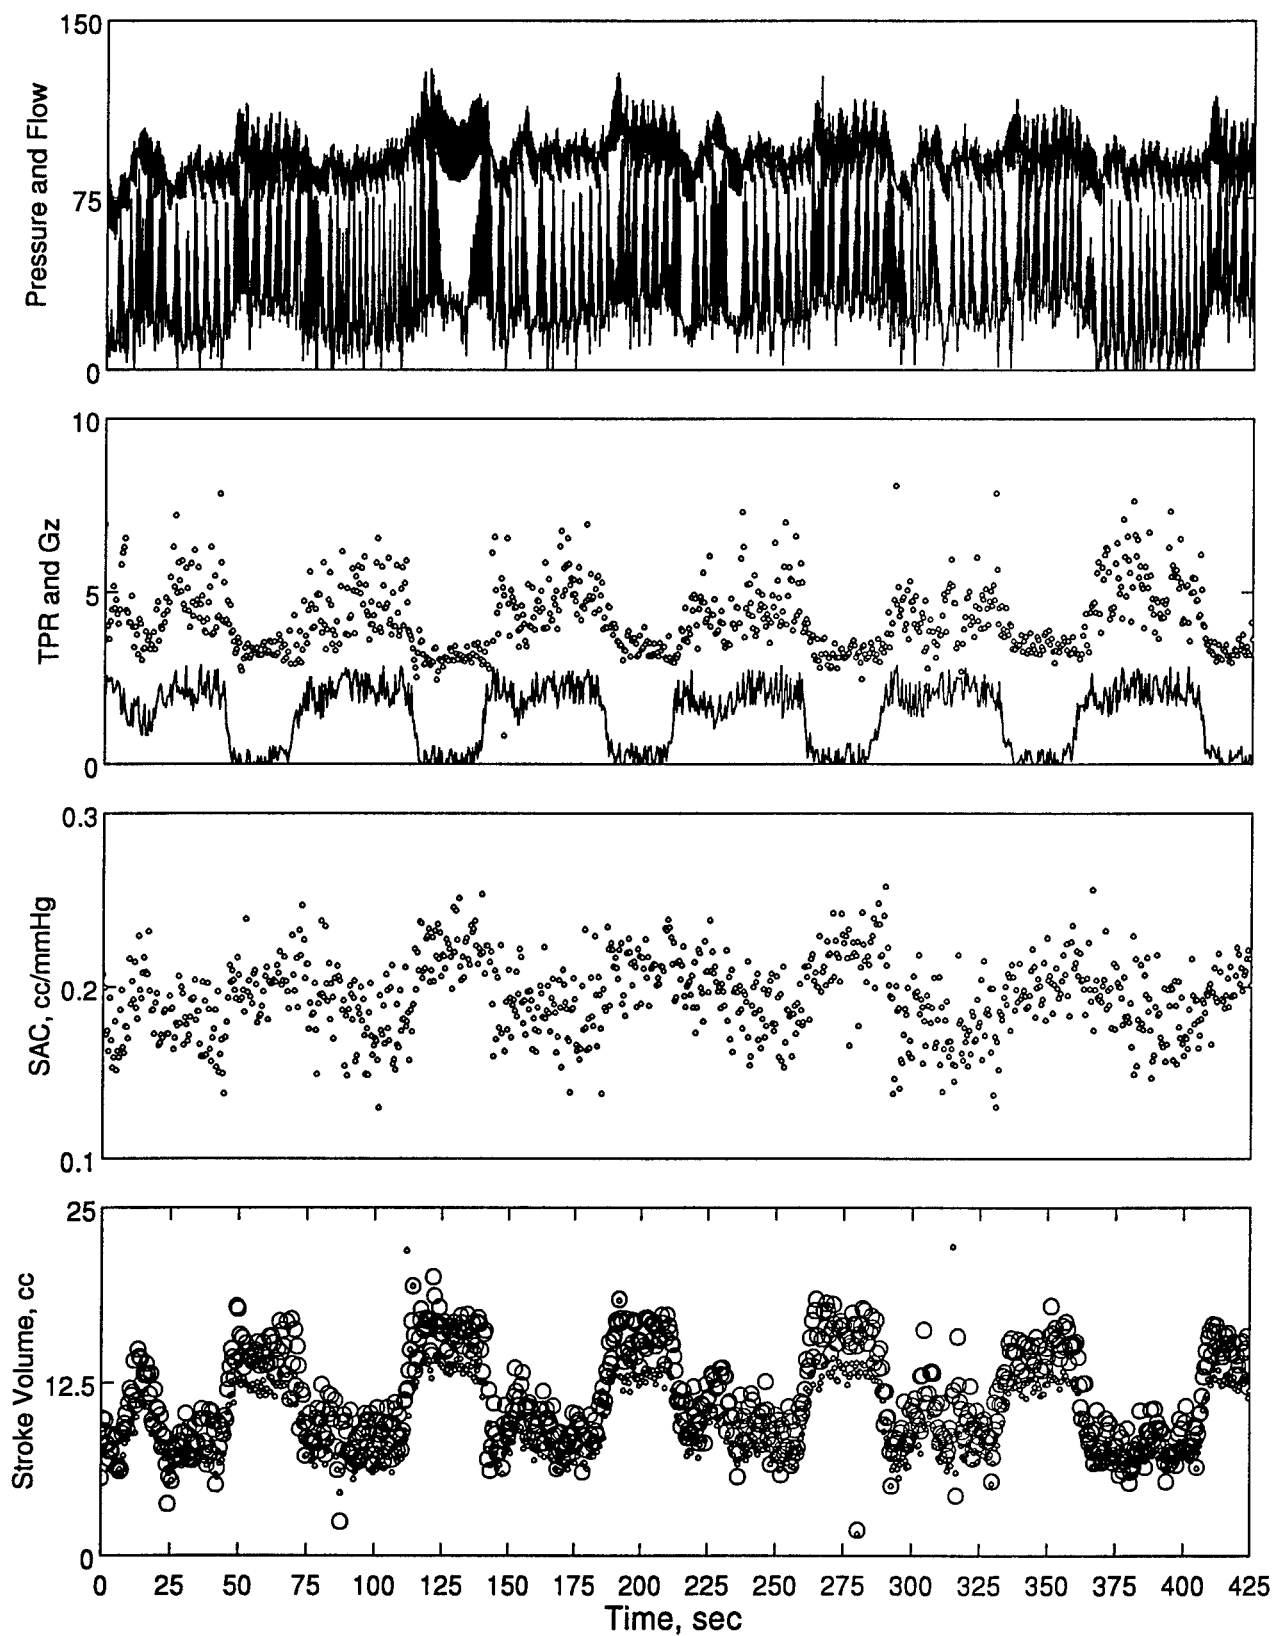 150
Pressure and Flow
75
0
10
TPR and Gz
5
0
0.3
SAC, cc/mmHg
0.2
0.1
25
Stroke Volume, cc
12.5
0
0 25 50 75 100 125 150 175 200 225 250 275 300 325 350 375 400 425
Time, sec